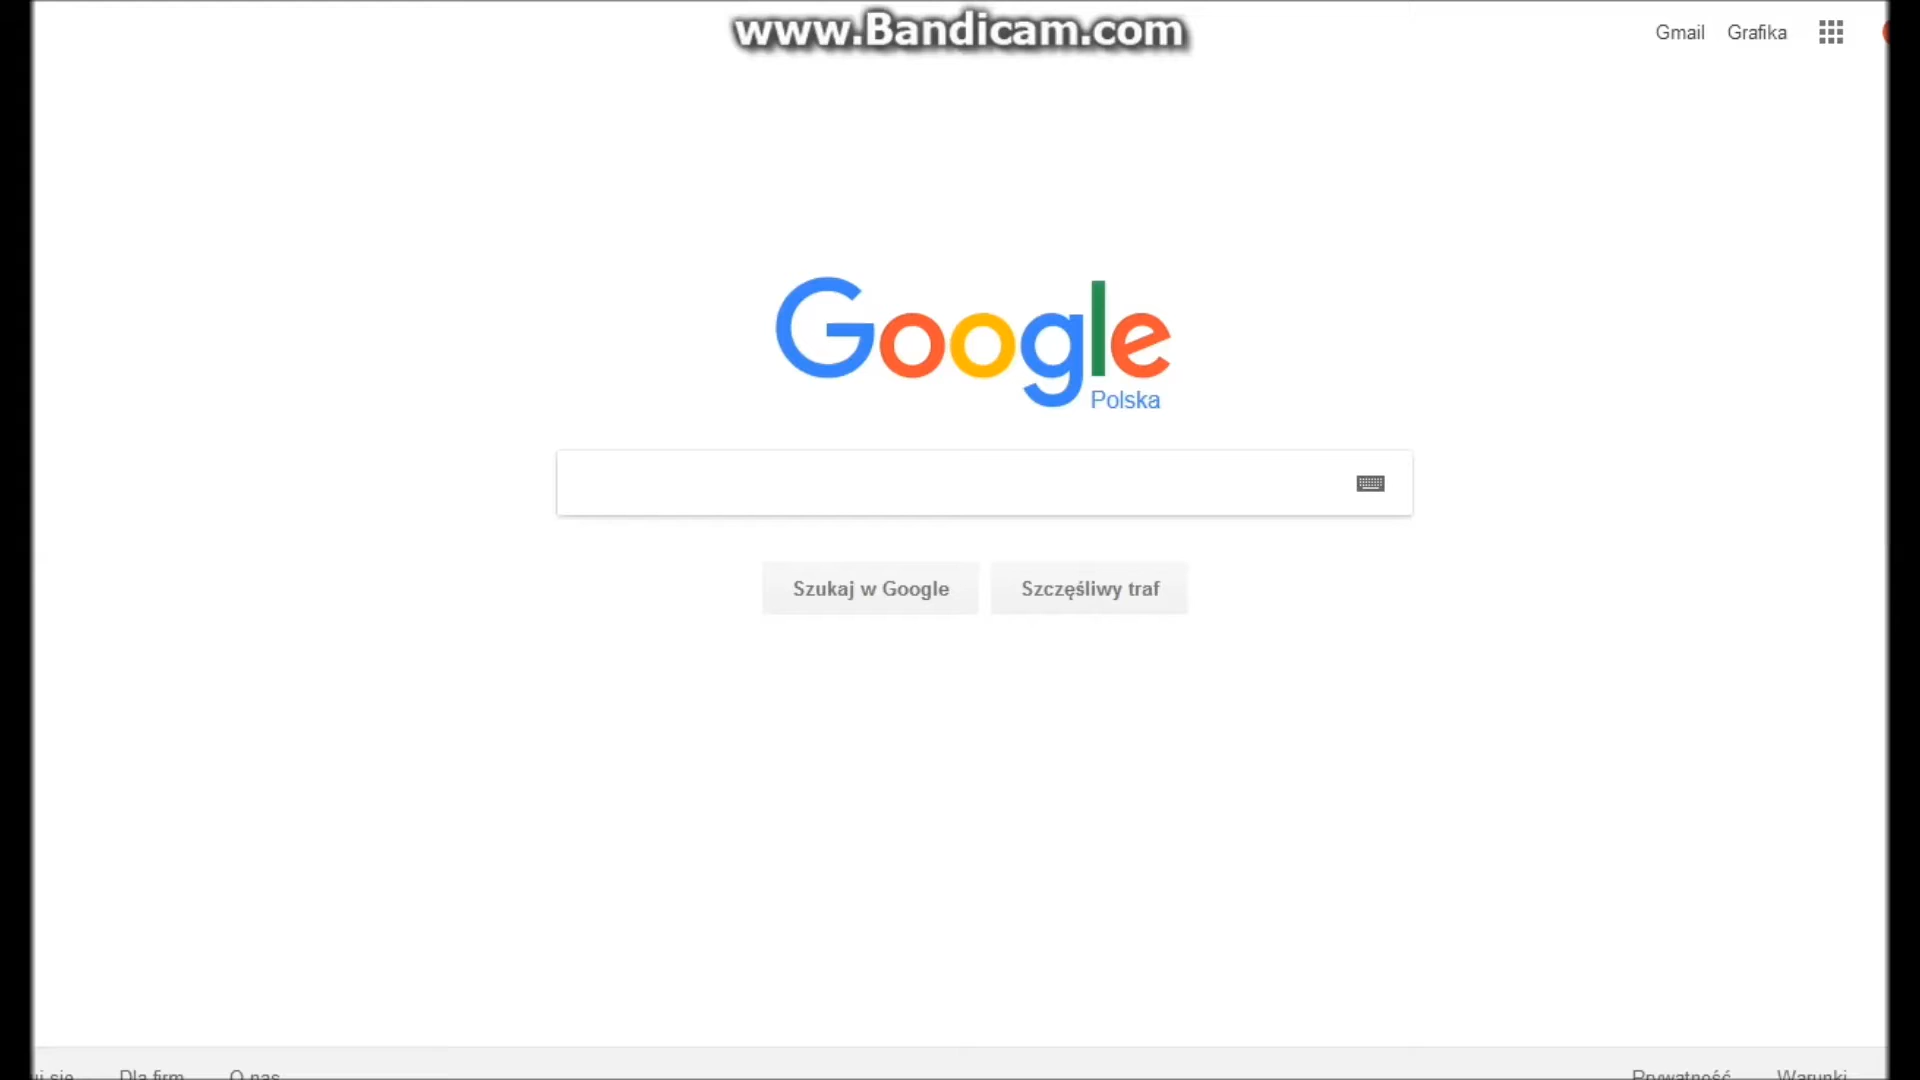 www.Bandicam.com
Gmail Grafika
Google
Polska
Szukaj w Google Szczęśliwy traf
Dla firm O nas Prywatność Warunki